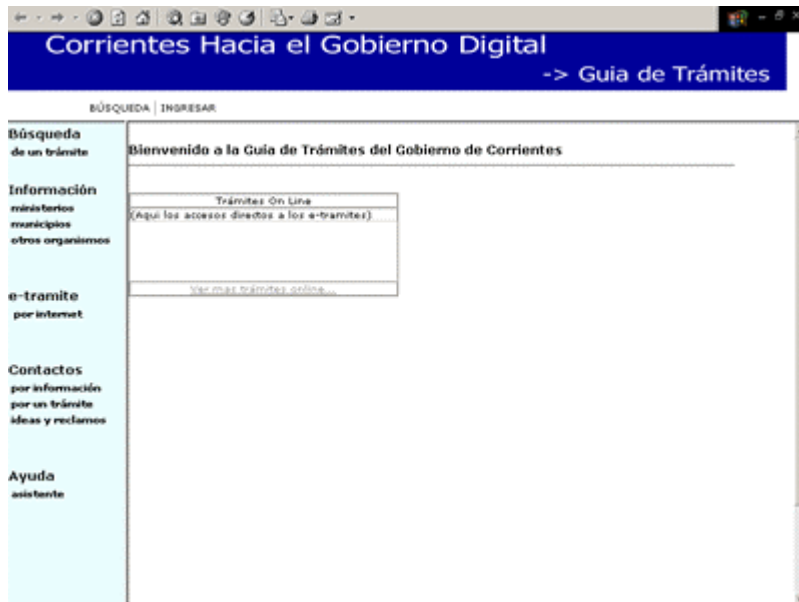 Corrientes Hacia el Gobierno Digital
-> Guia de Trámites
BÚSQUEDA | INGRESAR
Búsqueda
de un trámite
Bienvenido a la Guía de Trámites del Gobierno de Corrientes
Información
ministerios
municipios
otros organismos
Trámites On Line
(Aqui los accesos directos a los e-tramites)
Ver mas trámites online...
e-tramite
por internet
Contactos
por información
por un trámite
ideas y reclamos
Ayuda
asistente